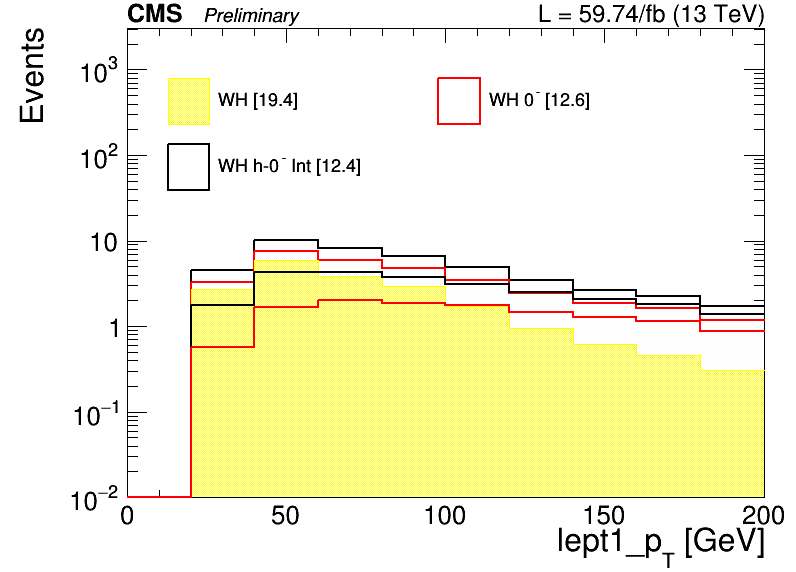 CMS Preliminary L = 59.74/fb (13 TeV)
Events
10³
10²
10
1
10⁻¹
10⁻²
WH [19.4]
WH 0⁻ [12.6]
WH h-0⁻ Int [12.4]
0 50 100 150 200
lept1_p_T [GeV]